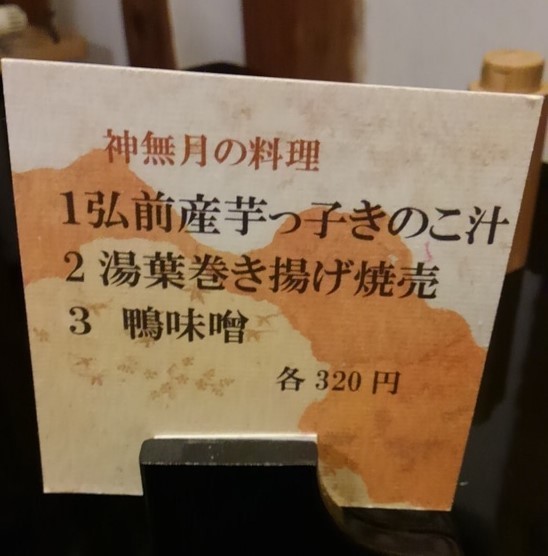 神無月の料理
1弘前産芋っ子きのこ汁
2 湯葉巻き揚げ焼売
3 鴨味噌
各 320 円